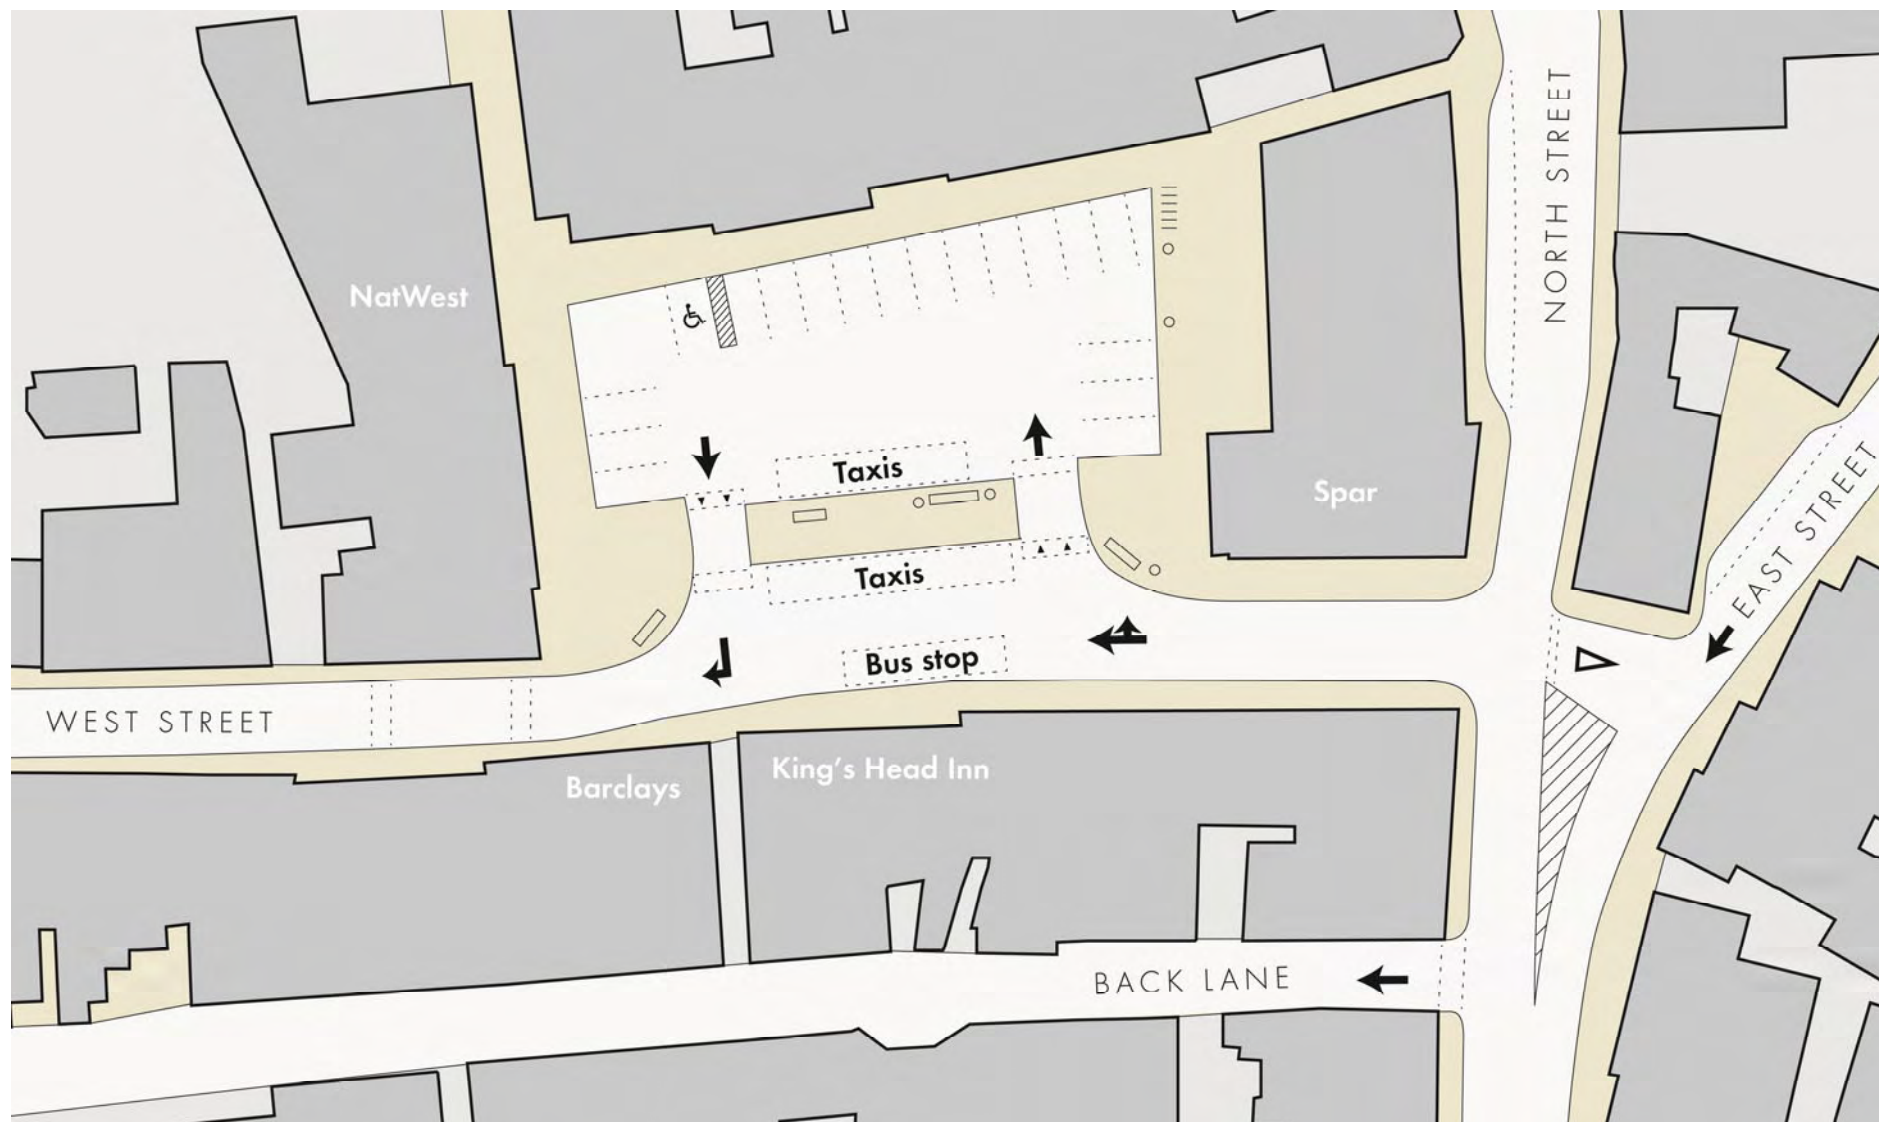 NORTH STREET
NatWest
Taxis
Spar
EAST STREET
Taxis
Bus stop
WEST STREET
King's Head Inn
Barclays
BACK LANE